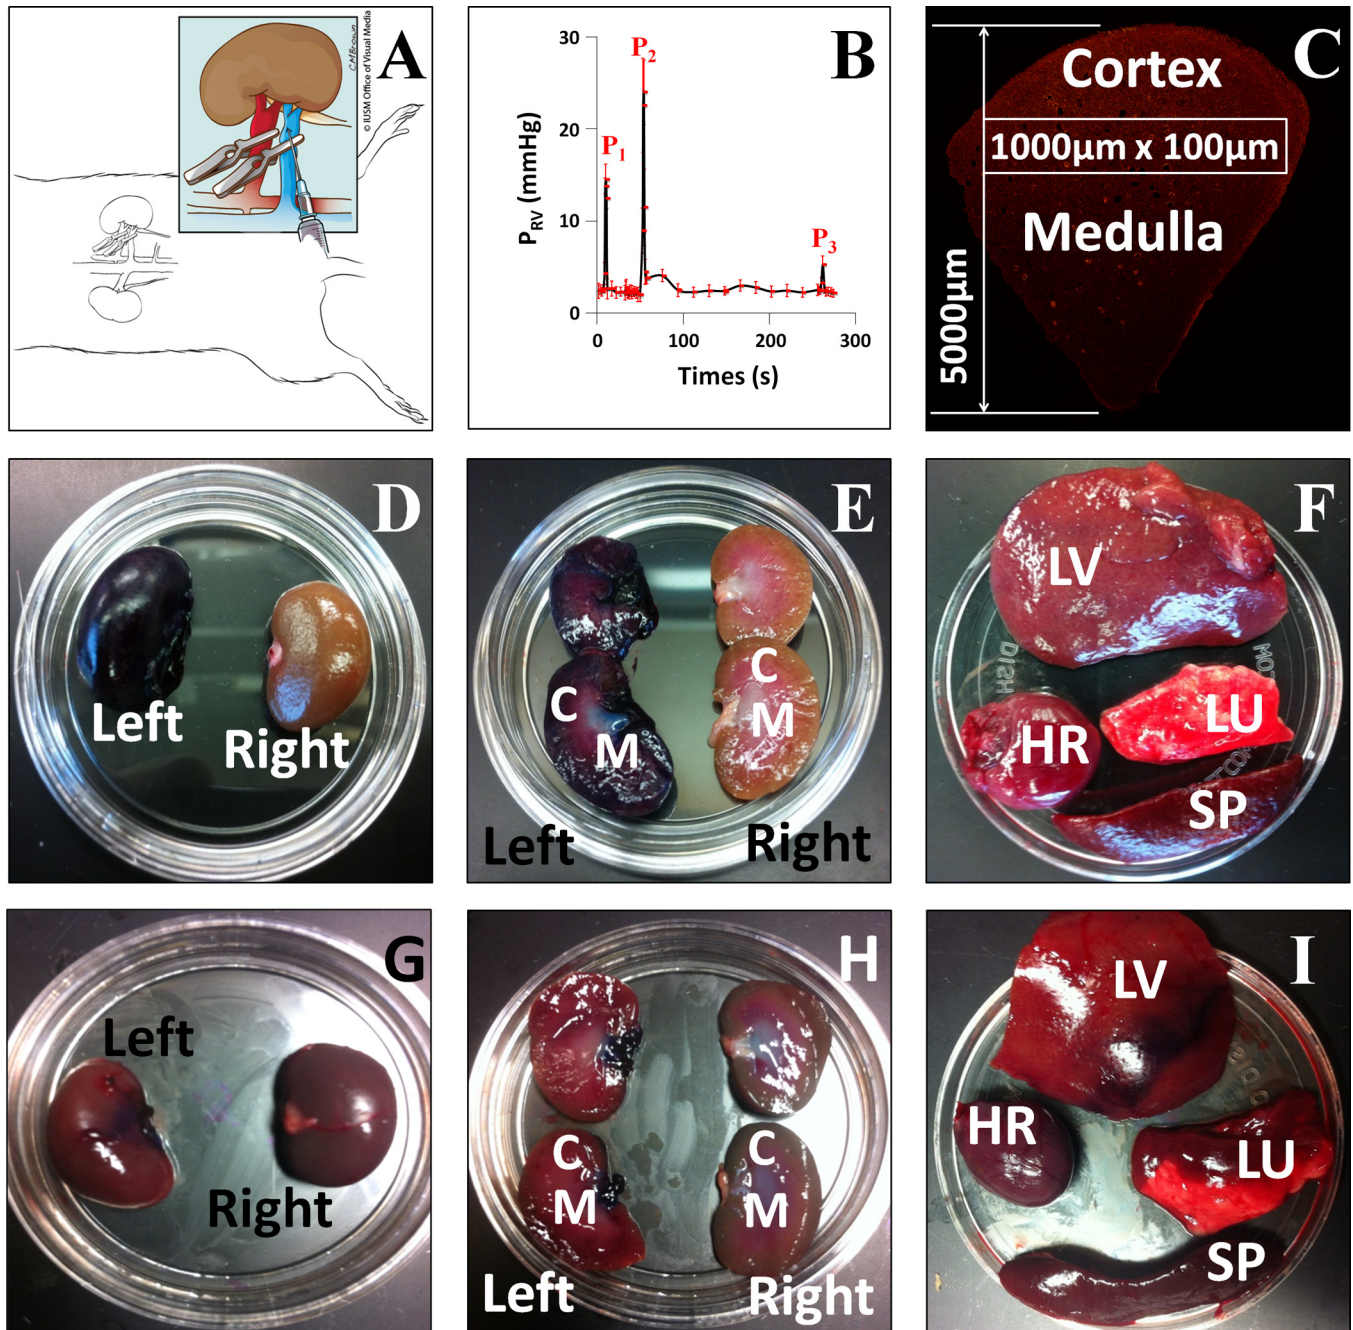 A
CMBrown
© IUSM Office of Visual Media
B
30
20
10
0
P_RV (mmHg)
P₁
P₂
P₃
0 100 200 300
Times (s)
C
Cortex
1000μm x 100μm
Medulla
5000μm
D
Left
Right
E
C
M
C
M
Left
Right
F
LV
DISH
HR
LU
SP
G
Left
Right
H
C
M
C
M
Left
Right
I
LV
HR
LU
SP